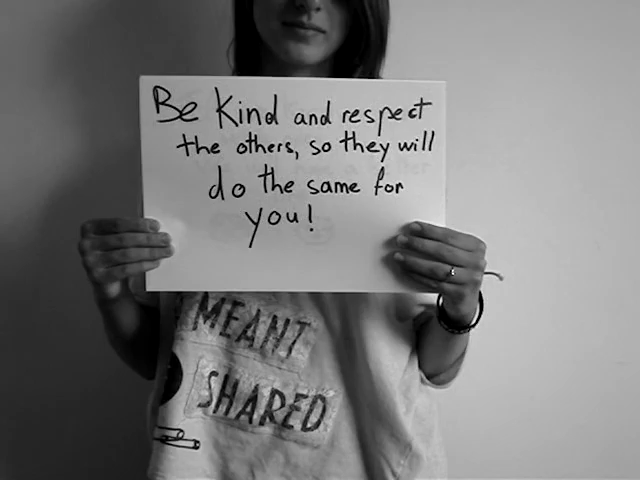 Be Kind and respect
the others, so they will
do the same for
you!
MEANT
SHARED